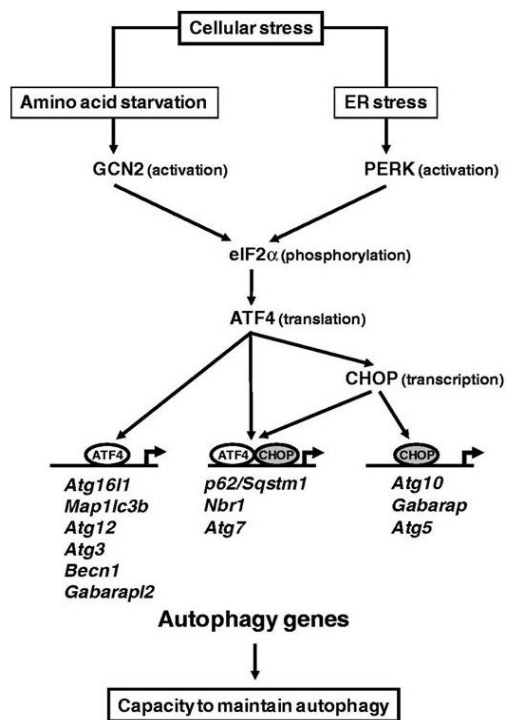 Cellular stress
Amino acid starvation
ER stress
GCN2 (activation)
PERK (activation)
eIF2α (phosphorylation)
ATF4 (translation)
CHOP (transcription)
ATF4
ATF4 CHOP
CHOP
Atg16l1
Map1lc3b
Atg12
Atg3
Becn1
Gabarapl2
p62/Sqstm1
Nbr1
Atg7
Atg10
Gabarap
Atg5
Autophagy genes
Capacity to maintain autophagy